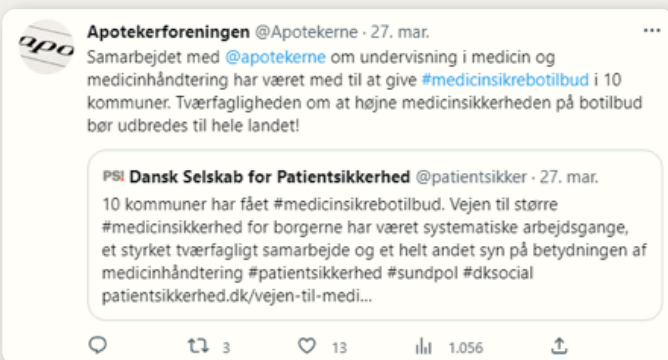 apo
Apotekerforeningen @Apotekerne · 27. mar.
Samarbejdet med @apotekerne om undervisning i medicin og
medicinhåndtering har været med til at give #medicinsikrebotilbud i 10
kommuner. Tværfagligheden om at højne medicinsikkerheden på botilbud
bør udbredes til hele landet!
PS! Dansk Selskab for Patientsikkerhed @patientsikker · 27. mar.
10 kommuner har fået #medicinsikrebotilbud. Vejen til større
#medicinsikkerhed for borgerne har været systematiske arbejdsgange,
et styrket tværfagligt samarbejde og et helt andet syn på betydningen af
medicinhåndtering #patientsikkerhed #sundpol #dksocial
patientsikkerhed.dk/vejen-til-medi...
3 13 1.056